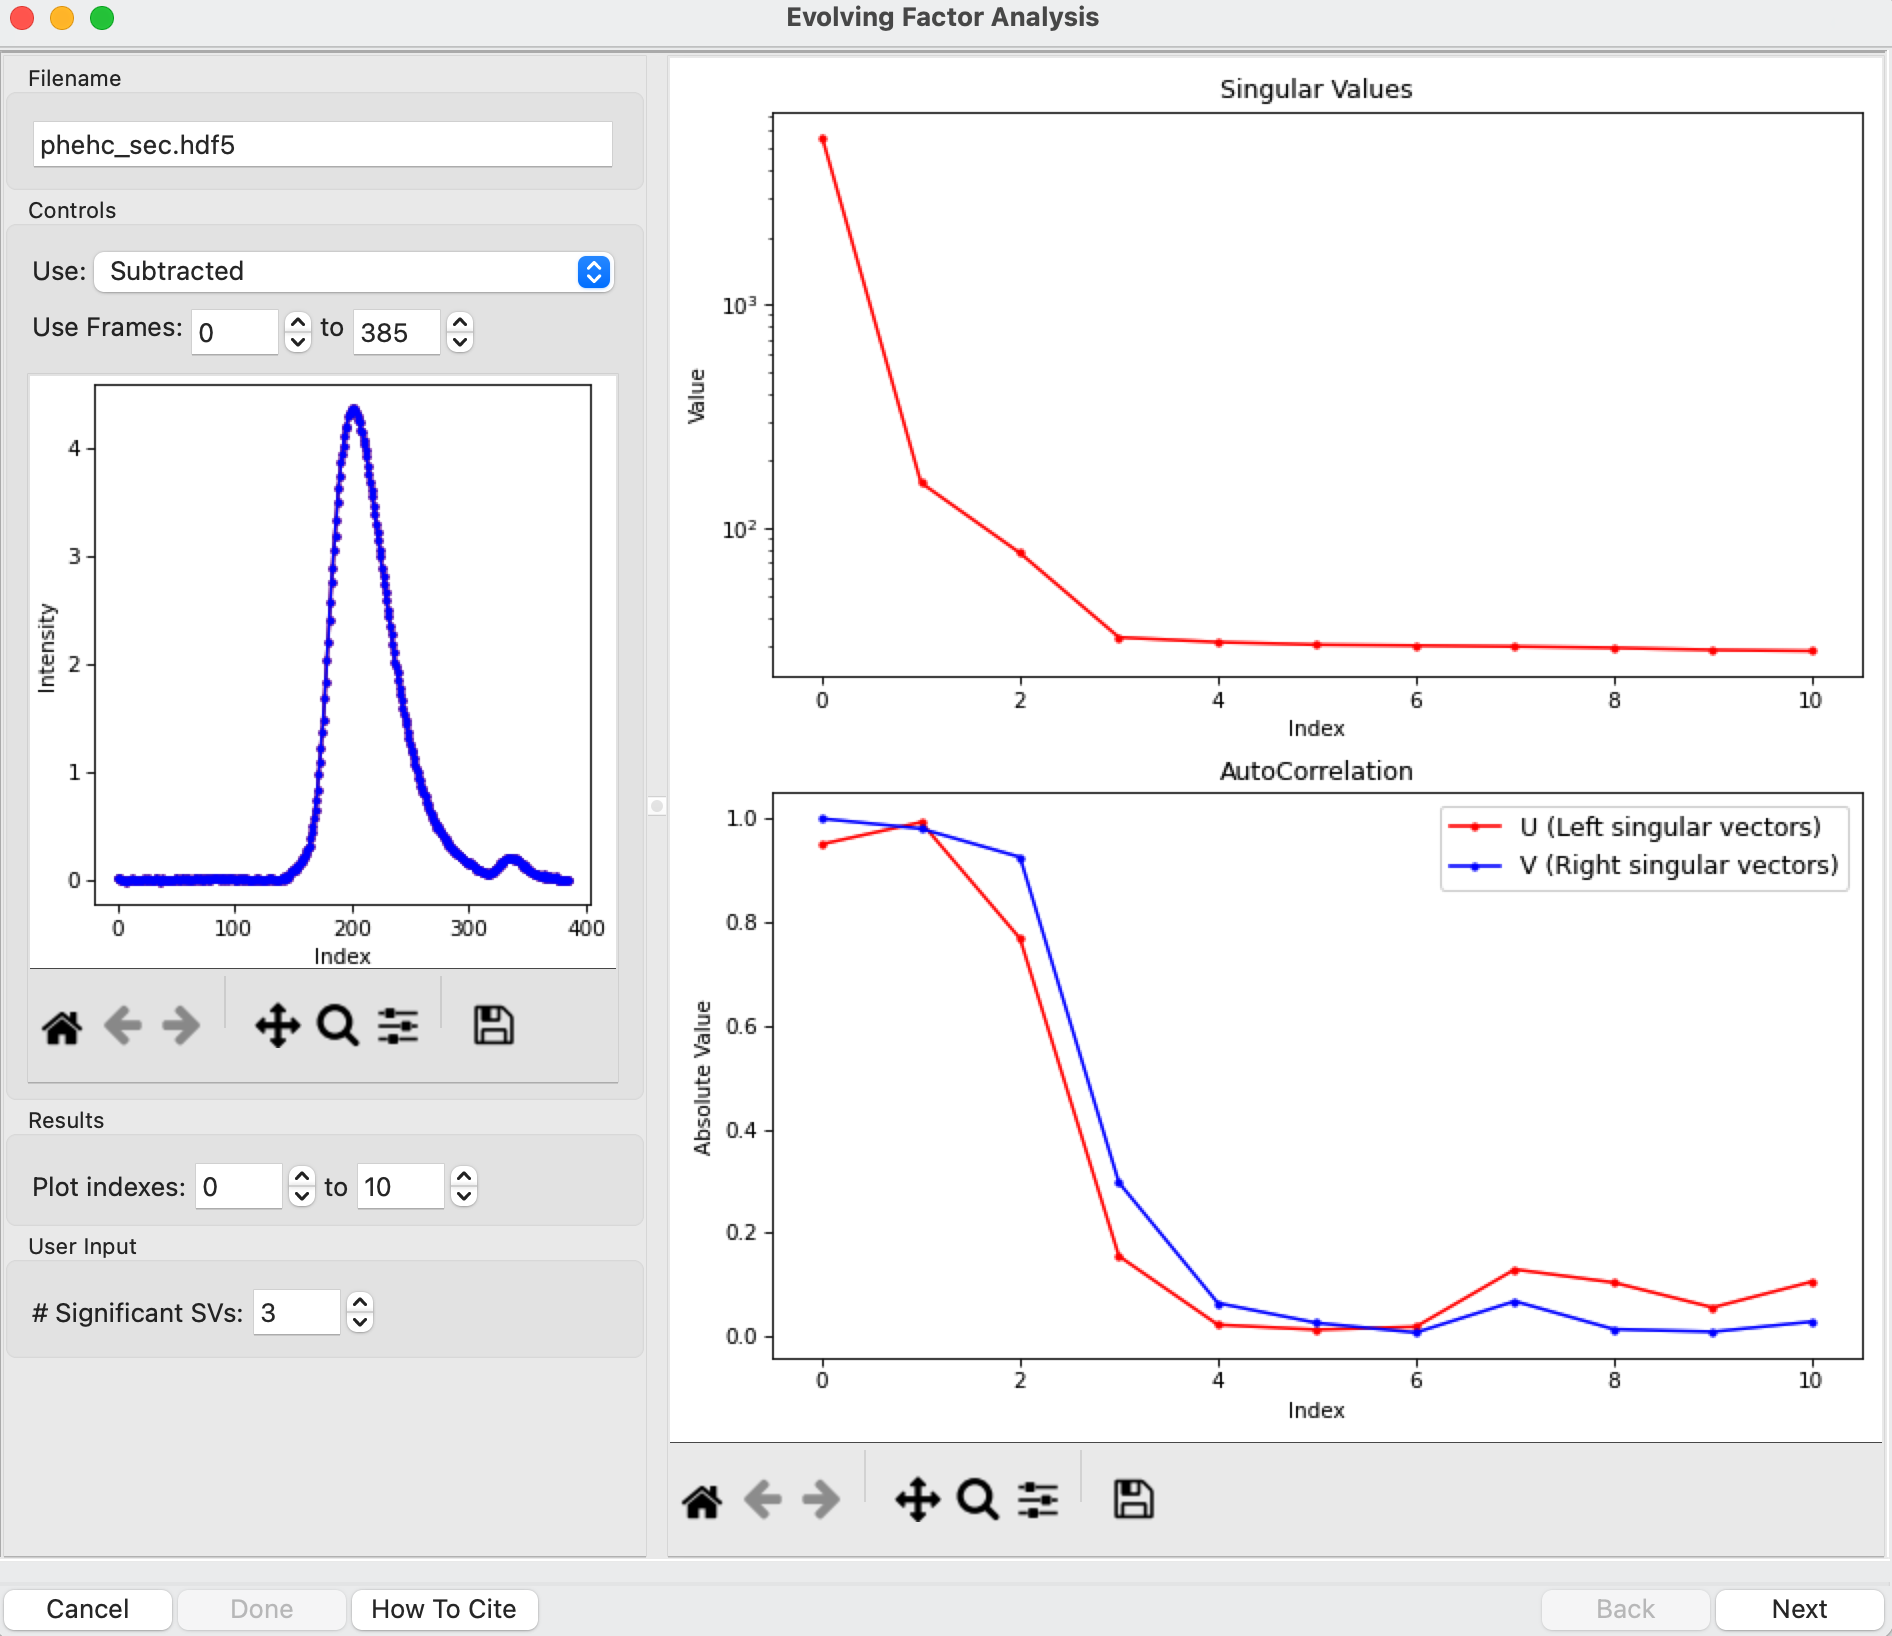 Evolving Factor Analysis
Filename
phehc_sec.hdf5
Controls
Use: Subtracted
Use Frames: 0 to 385
4
3
2
1
0
Intensity
0 100 200 300 400
Index
Results
Plot indexes: 0 to 10
User Input
# Significant SVs: 3
Singular Values
10³
10²
Value
0 2 4 6 8 10
Index
AutoCorrelation
U (Left singular vectors)
V (Right singular vectors)
1.0
0.8
0.6
0.4
0.2
0.0
Absolute Value
0 2 4 6 8 10
Index
Cancel Done How To Cite Back Next